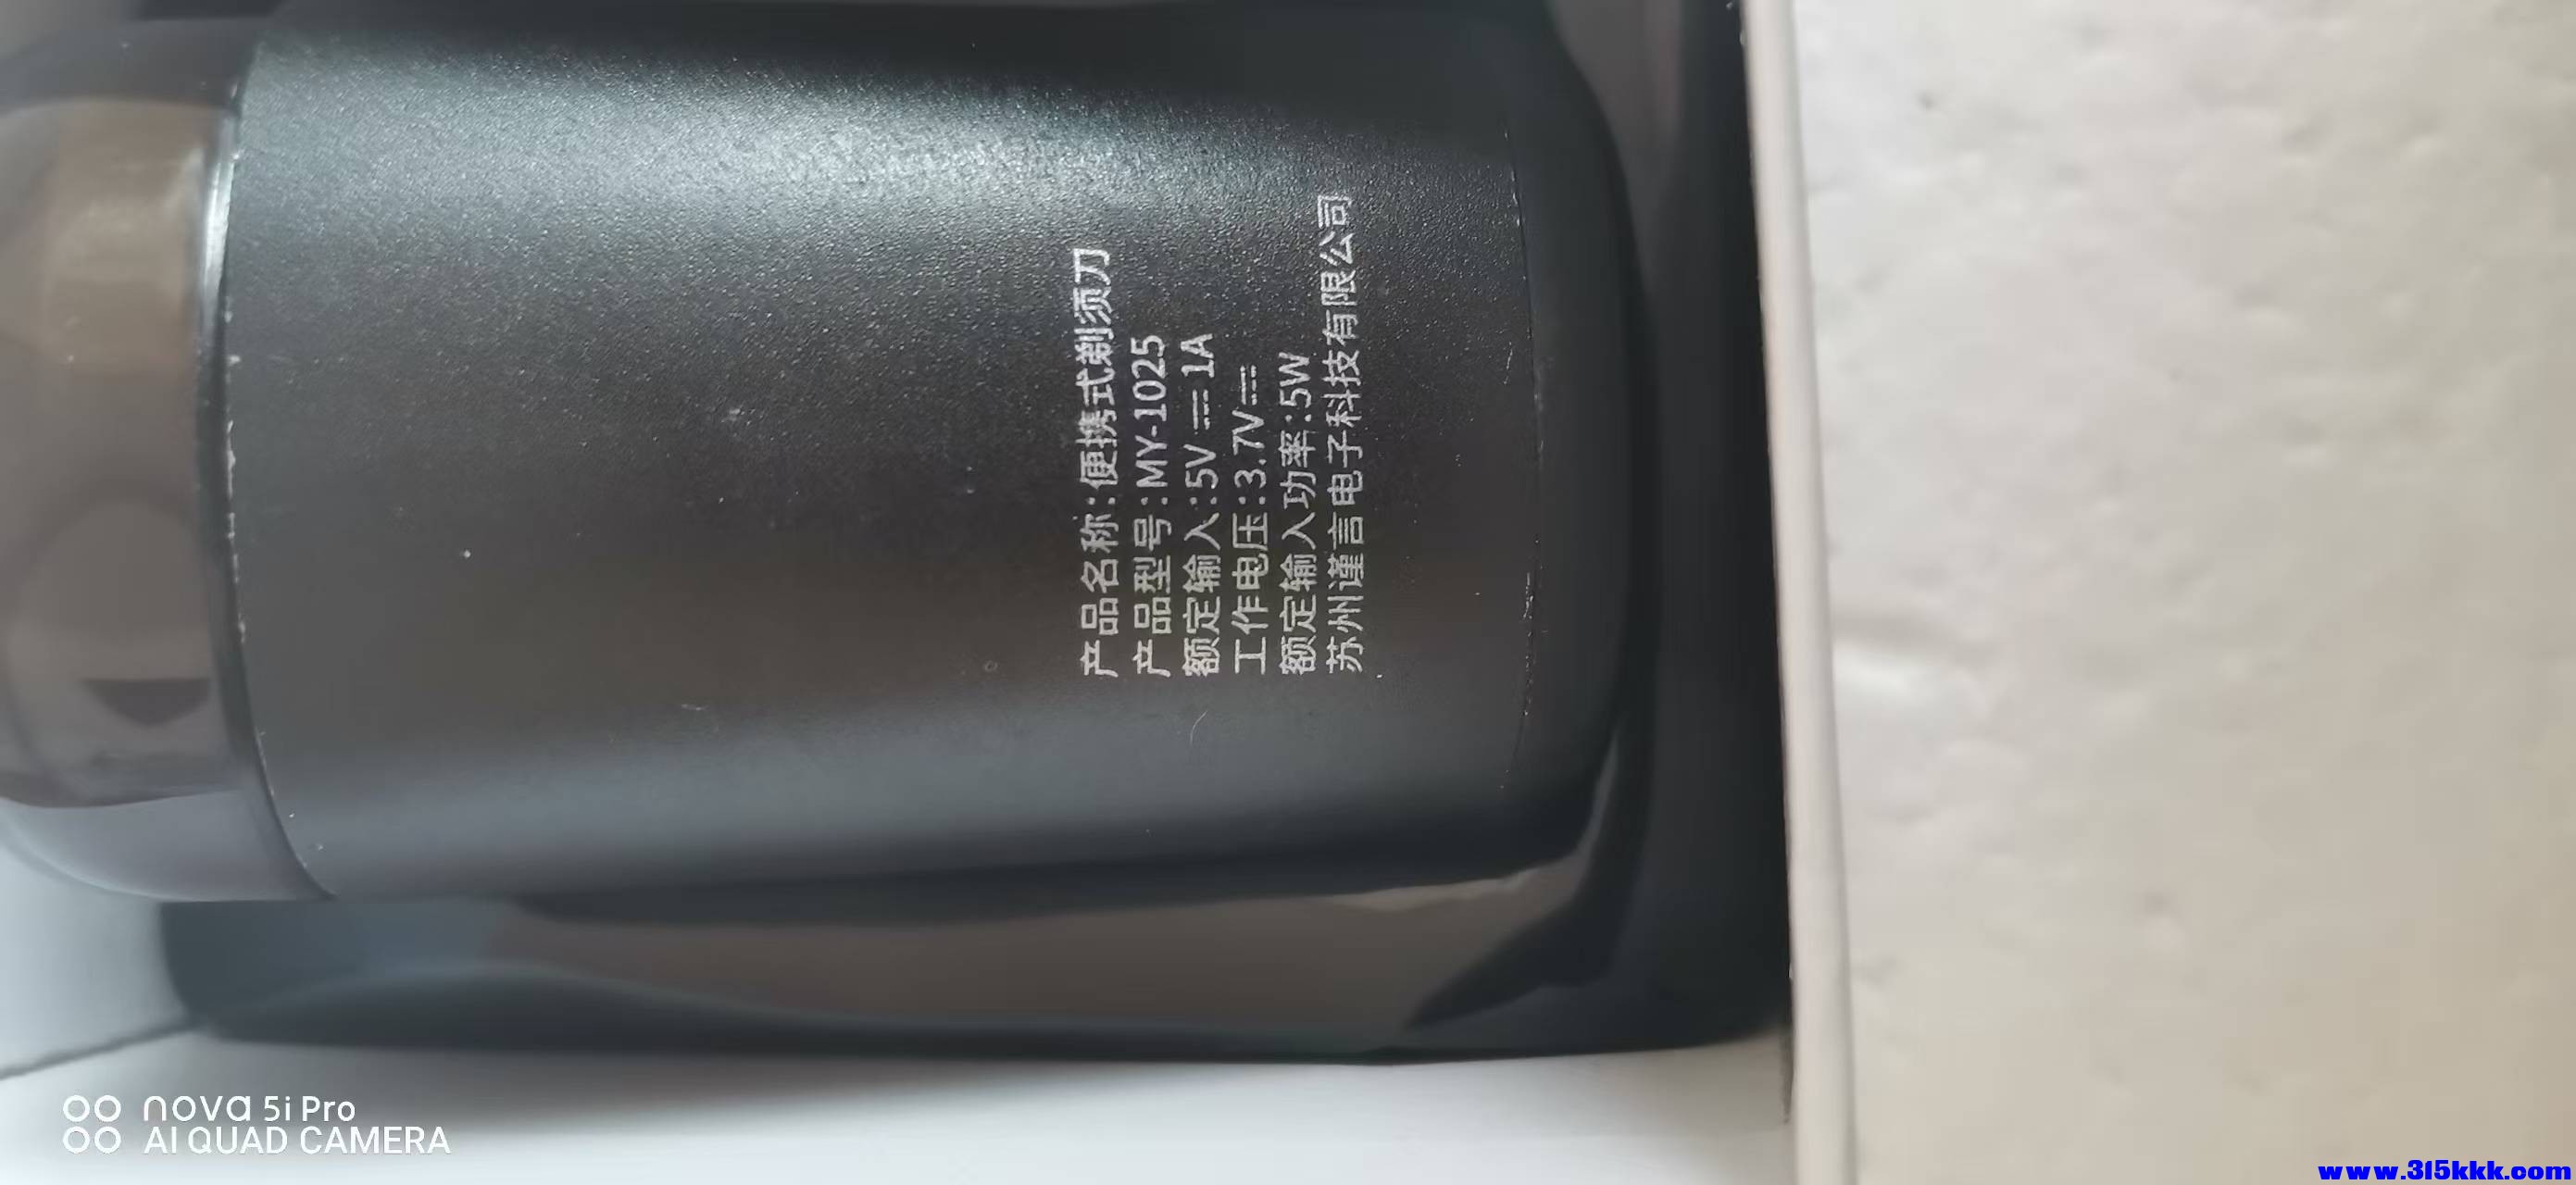 产品名称:便携式剃须刀
产品型号:MY-1025
额定输入:5V⎓1A
工作电压:3.7V⎓
额定输入功率:5W
苏州谨言电子科技有限公司
nova 5i Pro
AI QUAD CAMERA
www.315kkk.com